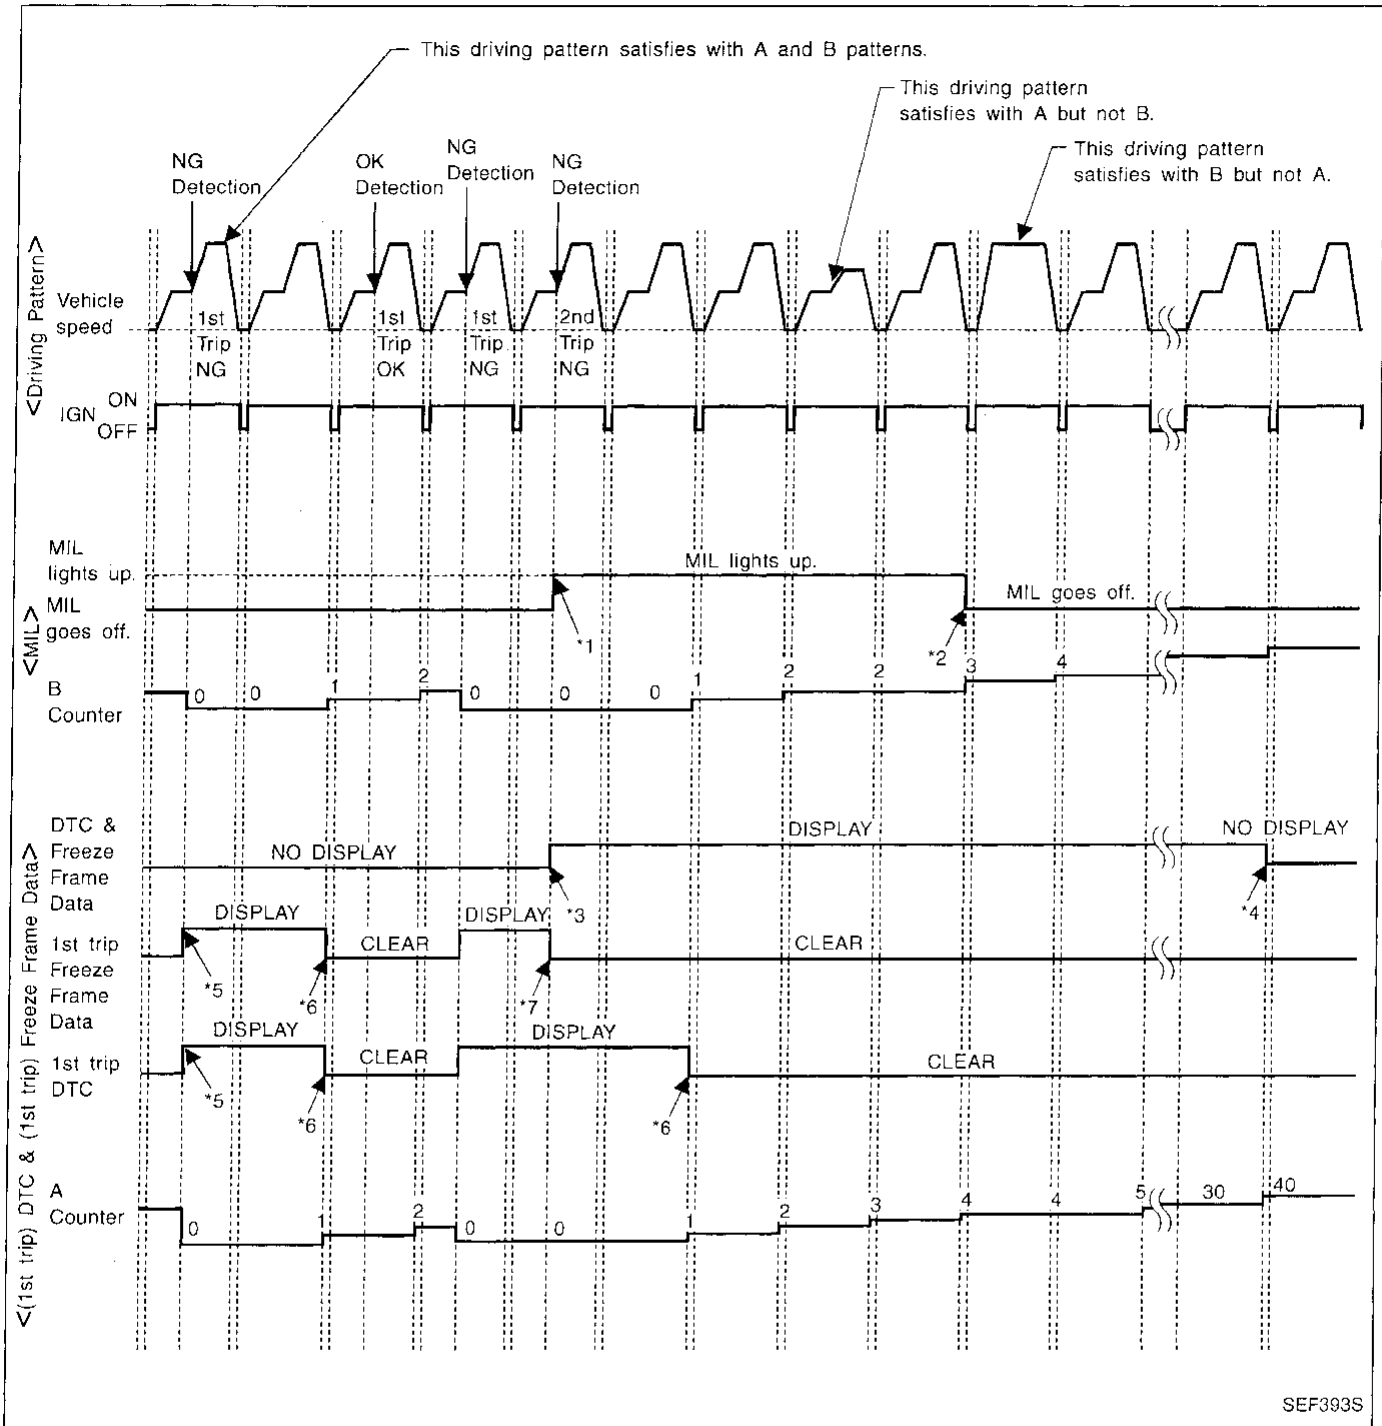 This driving pattern satisfies with A and B patterns.
This driving pattern
satisfies with A but not B.
This driving pattern
satisfies with B but not A.
NG
Detection
OK
Detection
NG
Detection
NG
Detection
<Driving Pattern>
Vehicle
speed
1st
Trip
NG
1st
Trip
OK
1st
Trip
NG
2nd
Trip
NG
IGN
ON
OFF
<MIL>
MIL
lights up.
MIL
goes off.
MIL lights up.
MIL goes off.
*1
*2
B
Counter
0 0 1 2 0 0 0 1 2 2 3 4
<(1st trip) DTC & (1st trip) Freeze Frame Data>
DTC &
Freeze
Frame
Data
NO DISPLAY
DISPLAY
NO DISPLAY
*3
*4
1st trip
Freeze
Frame
Data
DISPLAY
CLEAR
DISPLAY
CLEAR
*5
*6
*7
1st trip
DTC
DISPLAY
CLEAR
DISPLAY
CLEAR
*5
*6
*6
A
Counter
0 1 2 0 0 1 2 3 4 4 5 30 40
SEF393S